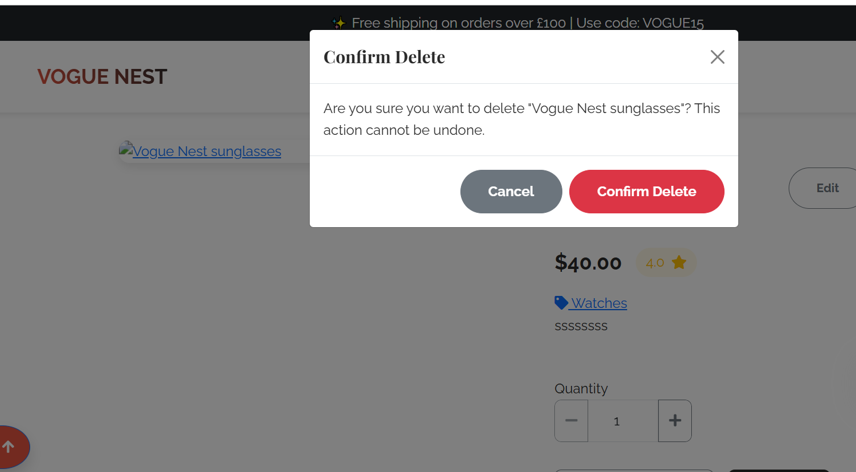 ✨ Free shipping on orders over £100 | Use code: VOGUE15
Confirm Delete
VOGUE NEST
Are you sure you want to delete "Vogue Nest sunglasses"? This
action cannot be undone.
Vogue Nest sunglasses
Cancel
Confirm Delete
Edit
$40.00
4.0
Watches
ssssssss
Quantity
1